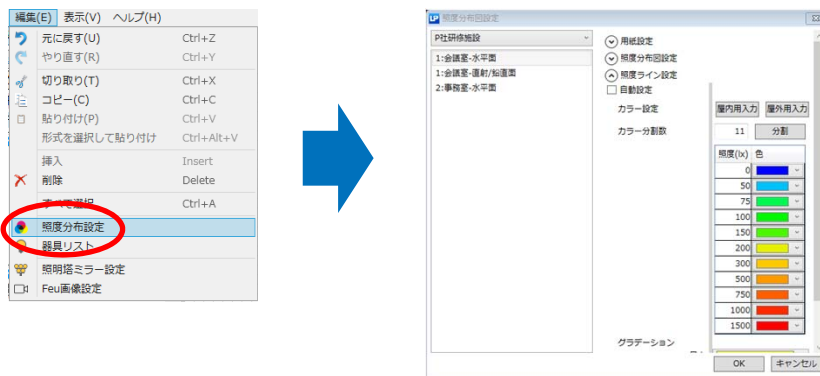 編集(E) 表示(V) ヘルプ(H)
元に戻す(U) Ctrl+Z
やり直す(R) Ctrl+Y
切り取り(T) Ctrl+X
コピー(C) Ctrl+C
貼り付け(P) Ctrl+V
形式を選択して貼り付け Ctrl+Alt+V
挿入 Insert
削除 Delete
すべて選択 Ctrl+A
照度分布設定
器具リスト
照明塔ミラー設定
Feu画像設定
LP 照度分布図設定
P社研修施設
1:会議室-水平面
1:会議室-直射/鉛直面
2:事務室-水平面
用紙設定
照度分布図設定
照度ライン設定
自動設定
カラー設定 屋内用入力 屋外用入力
カラー分割数 11 分割
照度(lx) 色
0
50
75
100
150
200
300
500
750
1000
1500
グラデーション
OK キャンセル